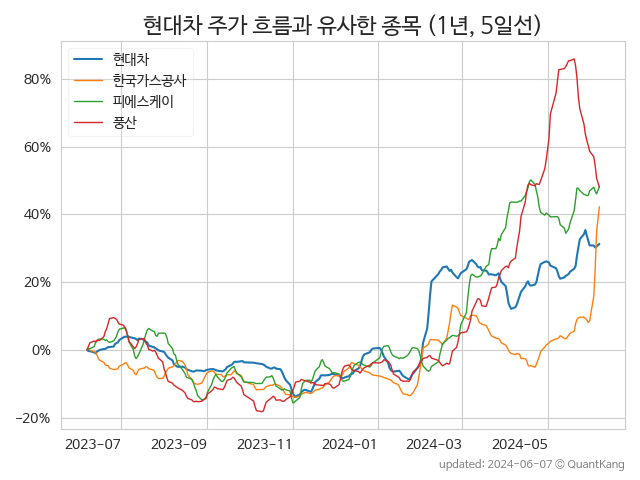 현대차 주가 흐름과 유사한 종목 (1년, 5일선)
현대차
한국가스공사
피에스케이
풍산
80%
60%
40%
20%
0%
−20%
2023-07 2023-09 2023-11 2024-01 2024-03 2024-05
updated: 2024-06-07 © QuantKang